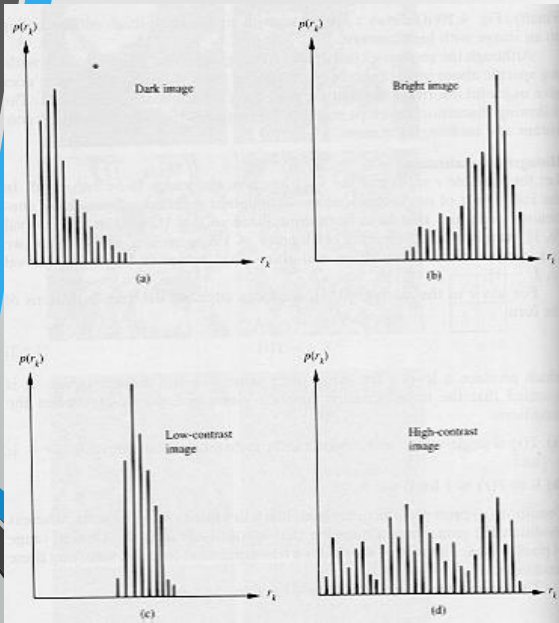 p(r_k)
Dark image
r_k
(a)
p(r_k)
Bright image
r_k
(b)
p(r_k)
Low-contrast
image
r_k
(c)
p(r_k)
High-contrast
image
r_k
(d)